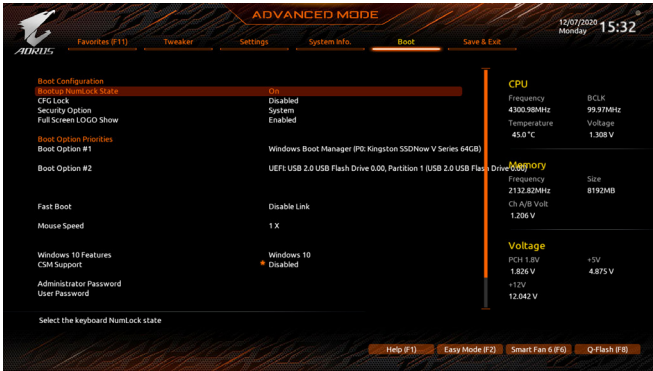 ADVANCED MODE
12/07/2020 Monday 15:32
AORUS
Favorites (F11) Tweaker Settings System Info. Boot Save & Exit
Boot Configuration
Bootup NumLock State On
CFG Lock Disabled
Security Option System
Full Screen LOGO Show Enabled
Boot Option Priorities
Boot Option #1 Windows Boot Manager (P0: Kingston SSDNow V Series 64GB)
Boot Option #2 UEFI: USB 2.0 USB Flash Drive 0.00, Partition 1 (USB 2.0 USB Flash Drive 0.00)
Fast Boot Disable Link
Mouse Speed 1 X
Windows 10 Features Windows 10
CSM Support Disabled
Administrator Password
User Password
Select the keyboard NumLock state
CPU
Frequency BCLK
4300.98MHz 99.97MHz
Temperature Voltage
45.0 °C 1.308 V
Memory
Frequency Size
2132.82MHz 8192MB
Ch A/B Volt
1.206 V
Voltage
PCH 1.8V +5V
1.826 V 4.875 V
+12V
12.042 V
Help (F1) Easy Mode (F2) Smart Fan 6 (F6) Q-Flash (F8)